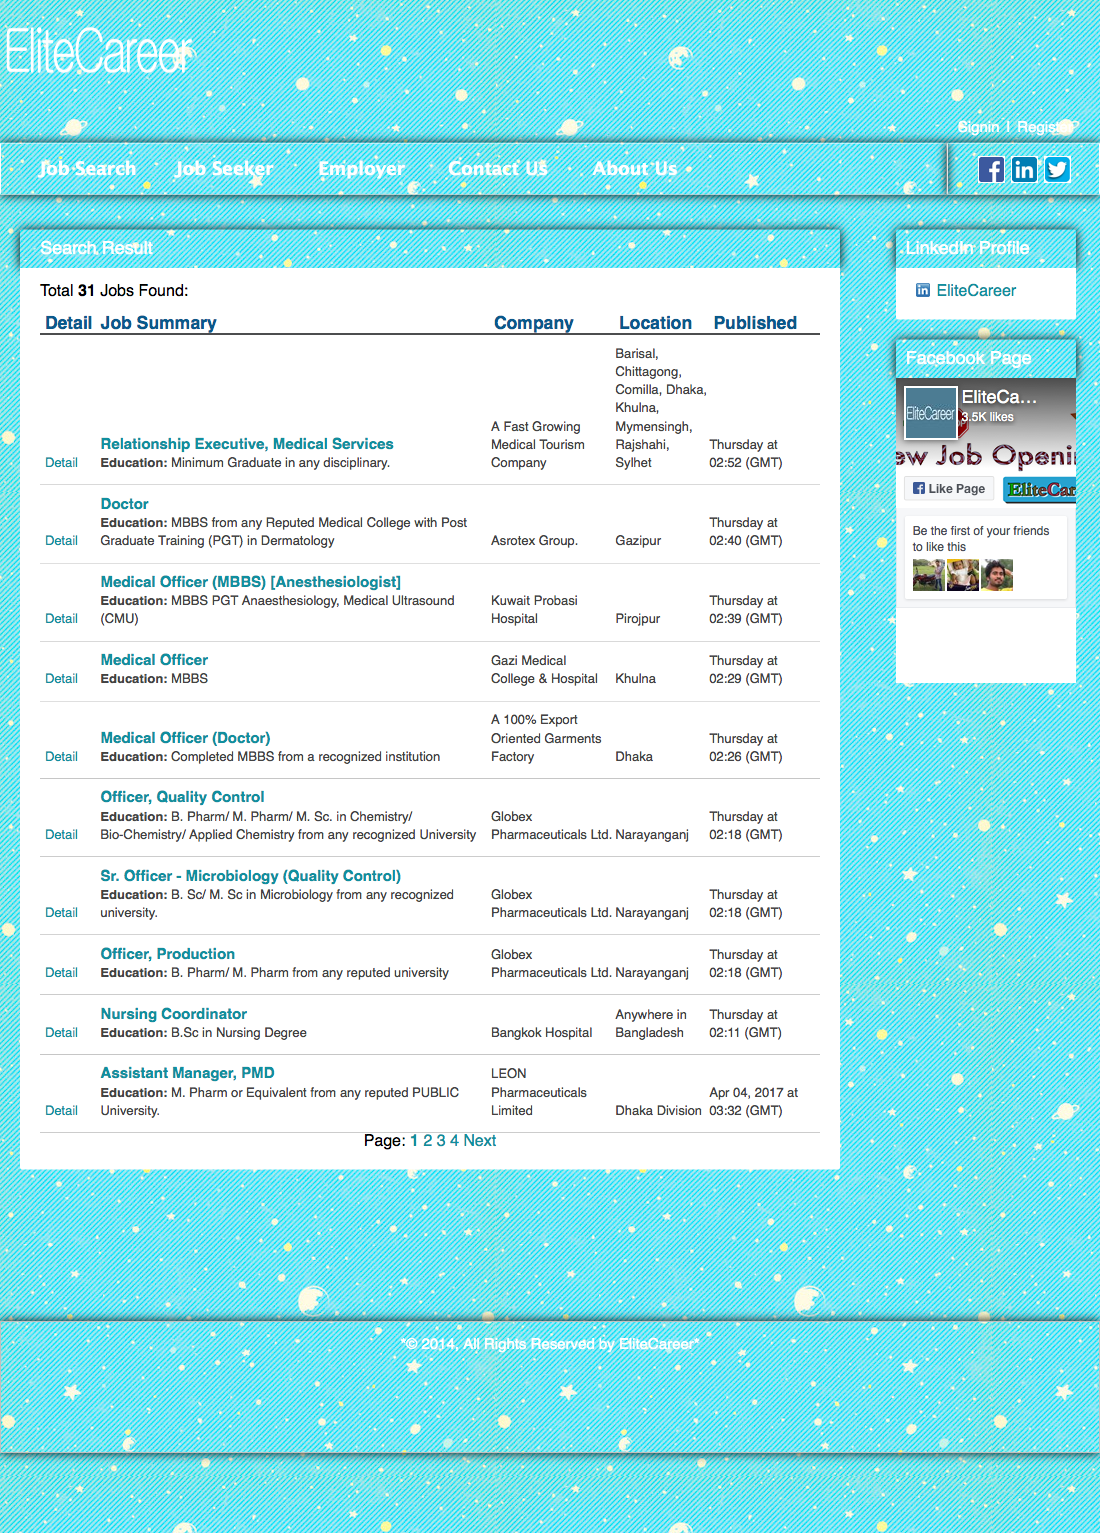 EliteCareer
Signin | Register
Job Search Job Seeker Employer Contact US About Us
Search Result
Total 31 Jobs Found:
Detail Job Summary Company Location Published
Detail
Relationship Executive, Medical Services
Education: Minimum Graduate in any disciplinary.
A Fast Growing
Medical Tourism
Company
Barisal,
Chittagong,
Comilla, Dhaka,
Khulna,
Mymensingh,
Rajshahi,
Sylhet
Thursday at
02:52 (GMT)
Detail
Doctor
Education: MBBS from any Reputed Medical College with Post
Graduate Training (PGT) in Dermatology
Asrotex Group.
Gazipur
Thursday at
02:40 (GMT)
Detail
Medical Officer (MBBS) [Anesthesiologist]
Education: MBBS PGT Anaesthesiology, Medical Ultrasound
(CMU)
Kuwait Probasi
Hospital
Pirojpur
Thursday at
02:39 (GMT)
Detail
Medical Officer
Education: MBBS
Gazi Medical
College & Hospital
Khulna
Thursday at
02:29 (GMT)
Detail
Medical Officer (Doctor)
Education: Completed MBBS from a recognized institution
A 100% Export
Oriented Garments
Factory
Dhaka
Thursday at
02:26 (GMT)
Detail
Officer, Quality Control
Education: B. Pharm/ M. Pharm/ M. Sc. in Chemistry/
Bio-Chemistry/ Applied Chemistry from any recognized University
Globex
Pharmaceuticals Ltd.
Narayanganj
Thursday at
02:18 (GMT)
Detail
Sr. Officer - Microbiology (Quality Control)
Education: B. Sc/ M. Sc in Microbiology from any recognized
university.
Globex
Pharmaceuticals Ltd.
Narayanganj
Thursday at
02:18 (GMT)
Detail
Officer, Production
Education: B. Pharm/ M. Pharm from any reputed university
Globex
Pharmaceuticals Ltd.
Narayanganj
Thursday at
02:18 (GMT)
Detail
Nursing Coordinator
Education: B.Sc in Nursing Degree
Bangkok Hospital
Anywhere in
Bangladesh
Thursday at
02:11 (GMT)
Detail
Assistant Manager, PMD
Education: M. Pharm or Equivalent from any reputed PUBLIC
University.
LEON
Pharmaceuticals
Limited
Dhaka Division
Apr 04, 2017 at
03:32 (GMT)
Page: 1 2 3 4 Next
LinkedIn Profile
EliteCareer
Facebook Page
EliteCareer
EliteCa...
3.5K likes
ew Job Openi
Like Page
EliteCar
Be the first of your friends
to like this
*© 2014, All Rights Reserved by EliteCareer*